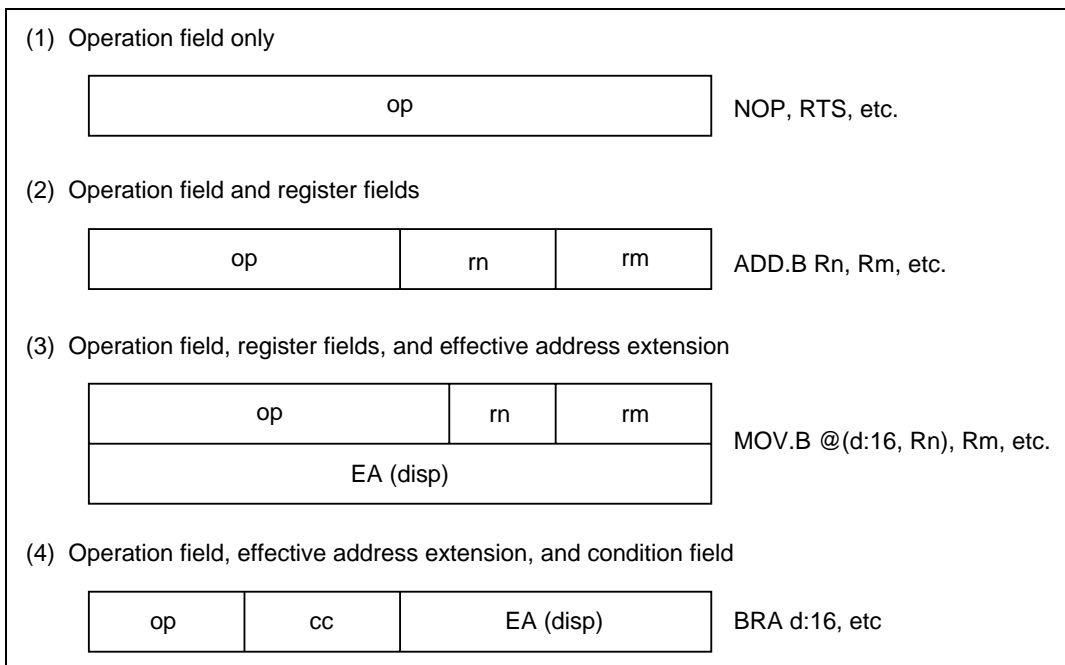 (1) Operation field only
op
NOP, RTS, etc.
(2) Operation field and register fields
op rn rm
ADD.B Rn, Rm, etc.
(3) Operation field, register fields, and effective address extension
op rn rm
EA (disp)
MOV.B @(d:16, Rn), Rm, etc.
(4) Operation field, effective address extension, and condition field
op cc EA (disp)
BRA d:16, etc